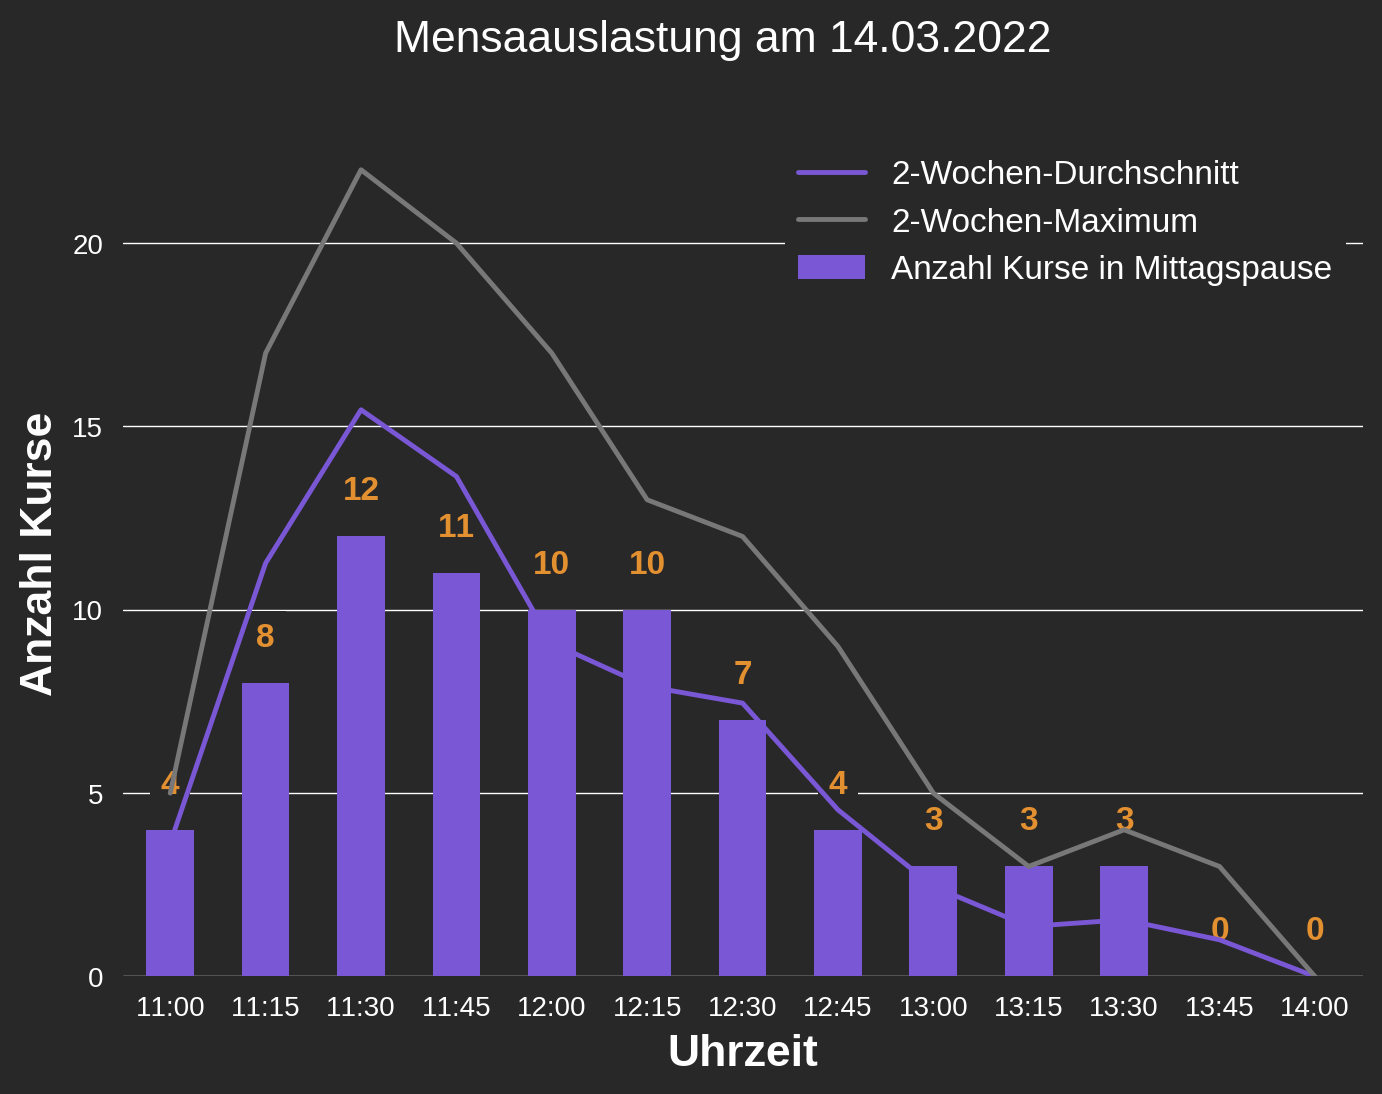 Mensaauslastung am 14.03.2022
2-Wochen-Durchschnitt
2-Wochen-Maximum
Anzahl Kurse in Mittagspause
Anzahl Kurse
20
15
10
5
0
4
8
12
11
10
10
7
4
3
3
3
0
0
11:00 11:15 11:30 11:45 12:00 12:15 12:30 12:45 13:00 13:15 13:30 13:45 14:00
Uhrzeit